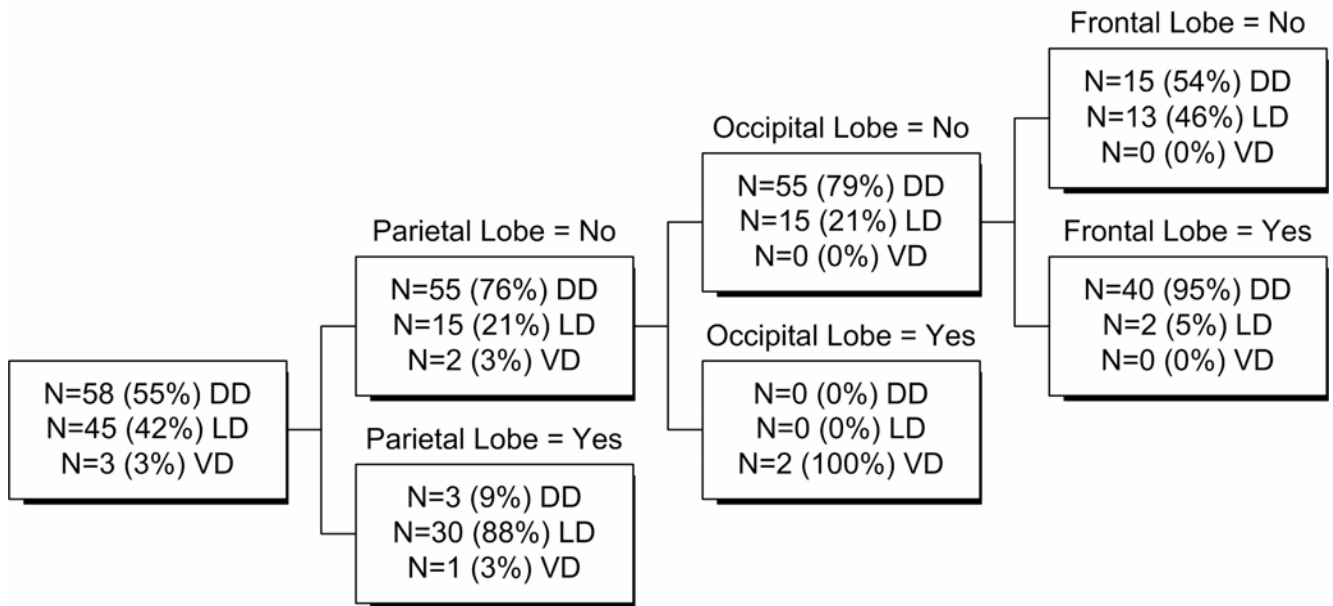 Frontal Lobe = No
N=15 (54%) DD
N=13 (46%) LD
N=0 (0%) VD
Occipital Lobe = No
N=55 (79%) DD
N=15 (21%) LD
N=0 (0%) VD
Frontal Lobe = Yes
N=40 (95%) DD
N=2 (5%) LD
N=0 (0%) VD
Parietal Lobe = No
N=55 (76%) DD
N=15 (21%) LD
N=2 (3%) VD
Occipital Lobe = Yes
N=0 (0%) DD
N=0 (0%) LD
N=2 (100%) VD
N=58 (55%) DD
N=45 (42%) LD
N=3 (3%) VD
Parietal Lobe = Yes
N=3 (9%) DD
N=30 (88%) LD
N=1 (3%) VD